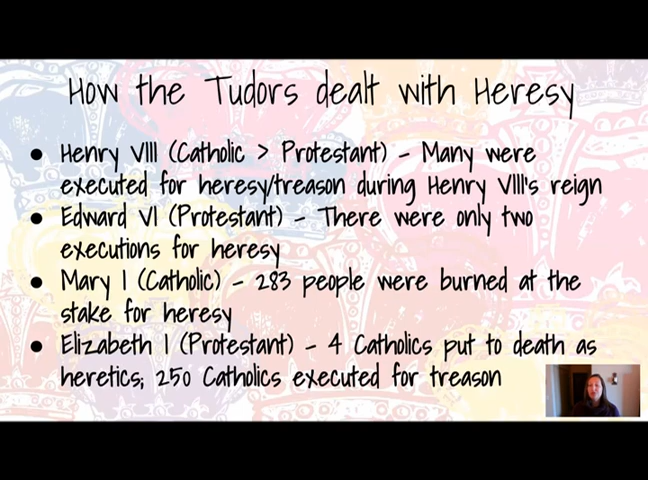 How the Tudors dealt with Heresy
● Henry VIII (Catholic > Protestant) - Many were
executed for heresy/treason during Henry VIII's reign
● Edward VI (Protestant) - There were only two
executions for heresy
● Mary I (Catholic) - 283 people were burned at the
stake for heresy
● Elizabeth I (Protestant) - 4 Catholics put to death as
heretics; 250 Catholics executed for treason